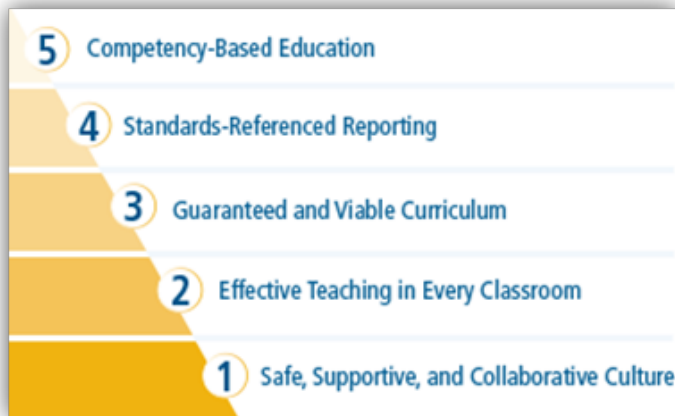 5 Competency-Based Education
4 Standards-Referenced Reporting
3 Guaranteed and Viable Curriculum
2 Effective Teaching in Every Classroom
1 Safe, Supportive, and Collaborative Culture